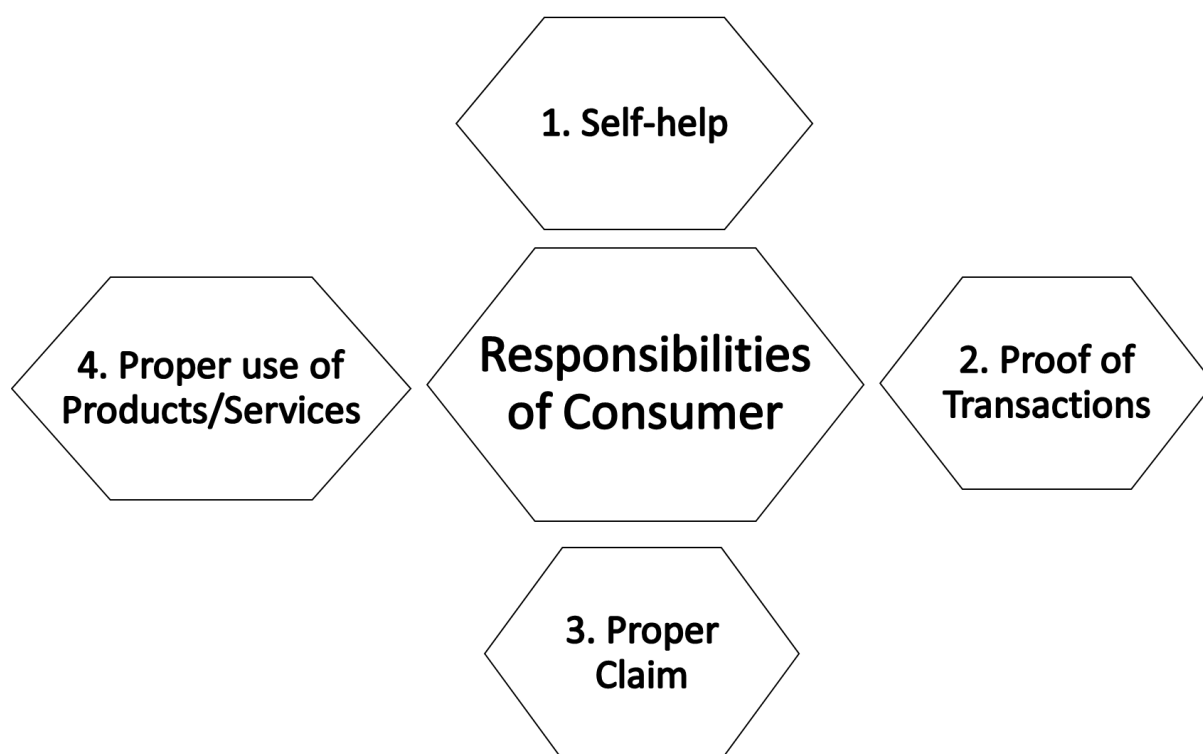 1. Self-help
Responsibilities
of Consumer
2. Proof of
Transactions
3. Proper
Claim
4. Proper use of
Products/Services